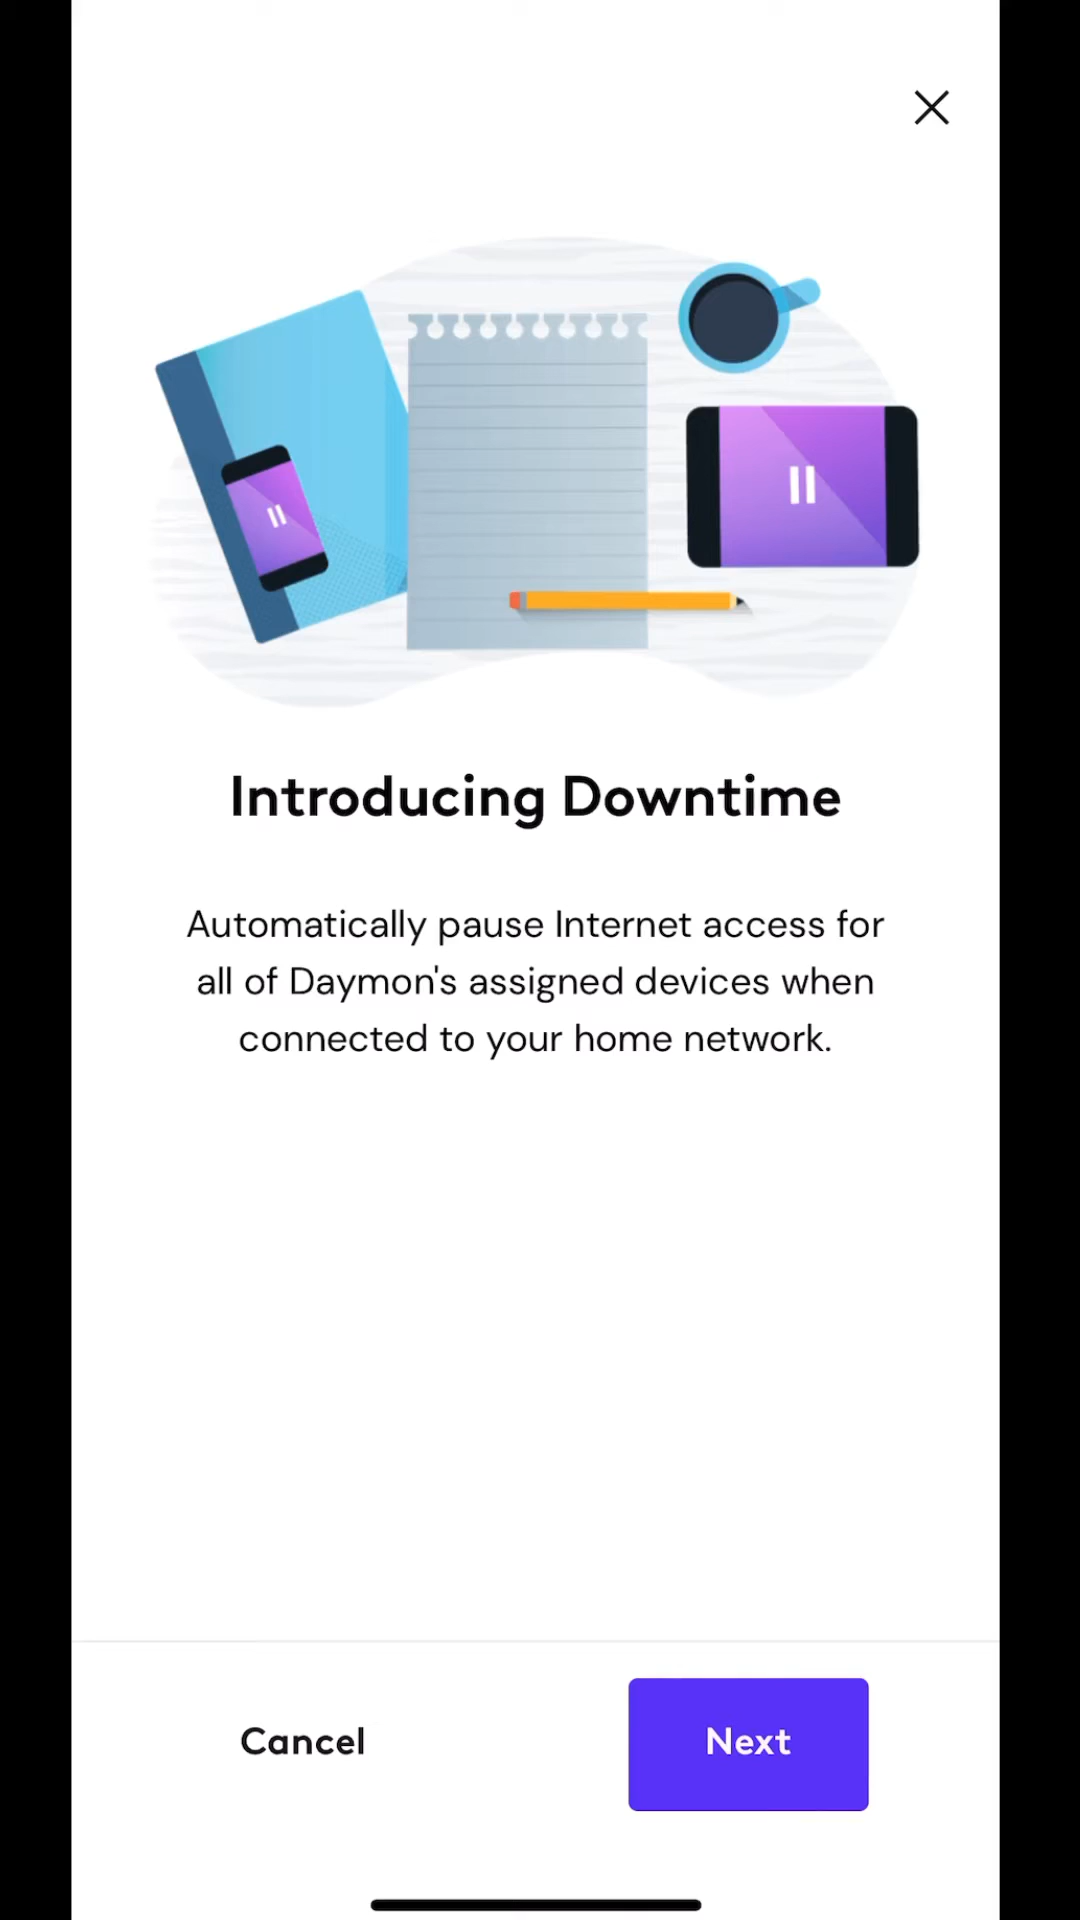 Introducing Downtime
Automatically pause Internet access for
all of Daymon's assigned devices when
connected to your home network.
Cancel
Next